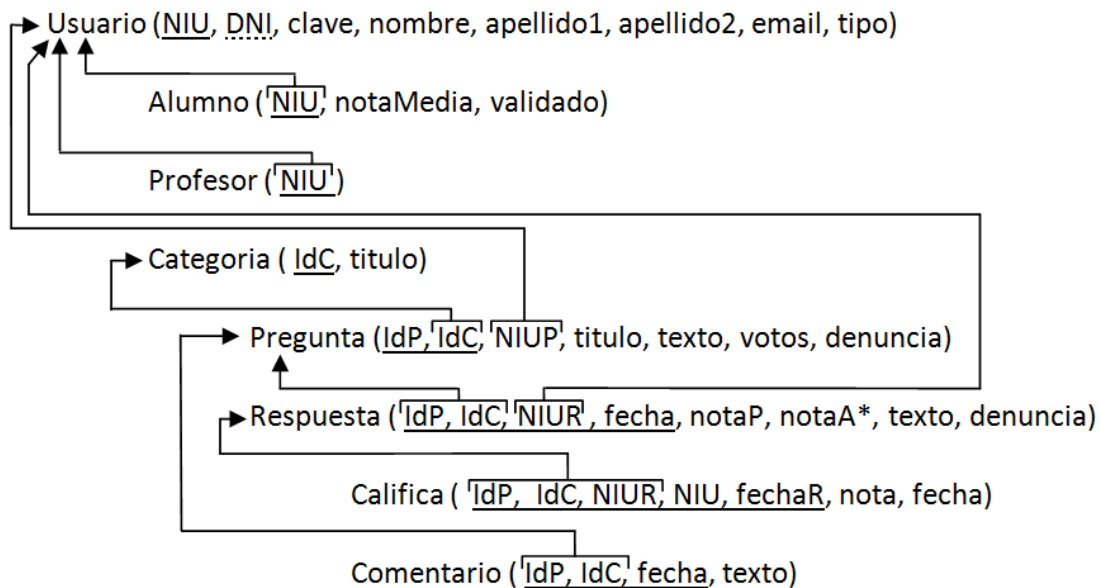 Usuario (NIU, DNI, clave, nombre, apellido1, apellido2, email, tipo)
Alumno (NIU, notaMedia, validado)
Profesor (NIU)
Categoria ( IdC, titulo)
Pregunta (IdP, IdC, NIUP, titulo, texto, votos, denuncia)
Respuesta (IdP, IdC, NIUR , fecha, notaP, notaA*, texto, denuncia)
Califica ( IdP, IdC, NIUR, NIU, fechaR, nota, fecha)
Comentario (IdP, IdC, fecha, texto)